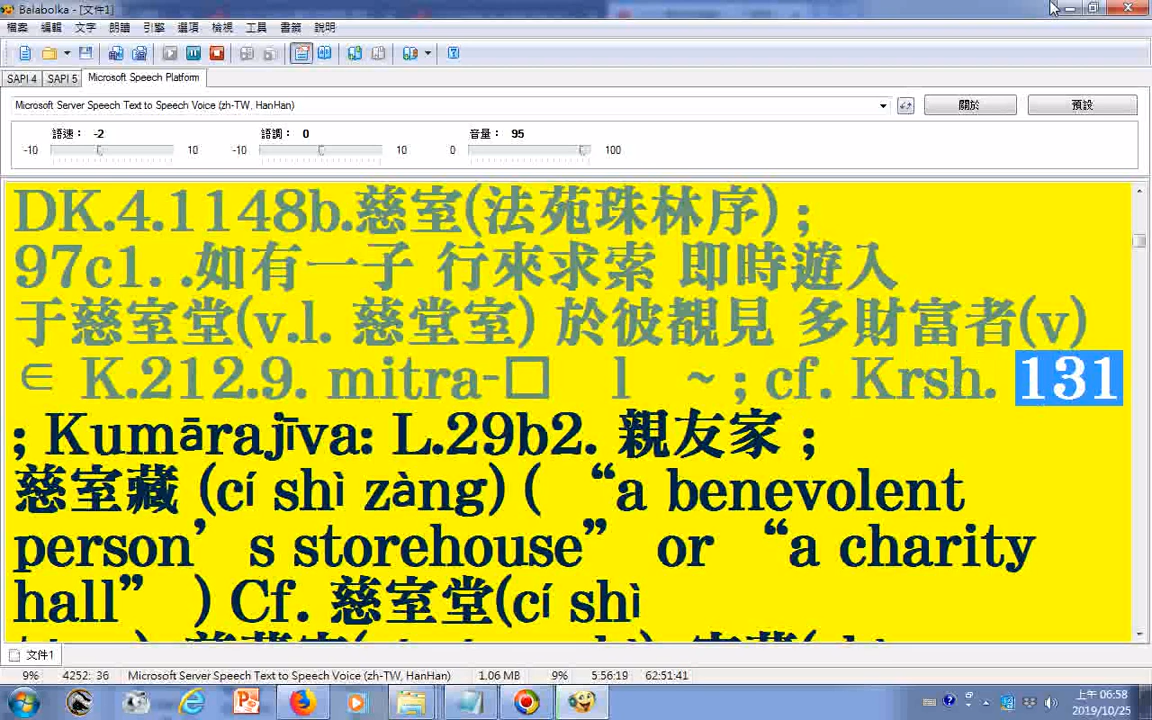 Balabolka - [文件1]
檔案 編輯 文字 朗讀 引擎 選項 檢視 工具 書籤 說明
SAPI 4 SAPI 5 Microsoft Speech Platform
Microsoft Server Speech Text to Speech Voice (zh-TW, HanHan) 關於 預設
語速： -2 語調： 0 音量： 95
-10 10 -10 10 0 100
DK.4.1148b.慈室(法苑珠林序) ;
97c1. .如有一子 行來求索 即時遊入
于慈室堂(v.l. 慈堂室) 於彼覩見 多財富者(v)
∈ K.212.9. mitra-□ l ~ ; cf. Krsh. 131
; Kumārajīva: L.29b2. 親友家 ;
慈室藏 (cí shì zàng) ( “a benevolent
person’s storehouse” or “a charity
hall” ) Cf. 慈室堂(cí shì
文件1
9% 4252: 36 Microsoft Server Speech Text to Speech Voice (zh-TW, HanHan) 1.06 MB 9% 5:56:19 62:51:41
上午 06:58
2019/10/25